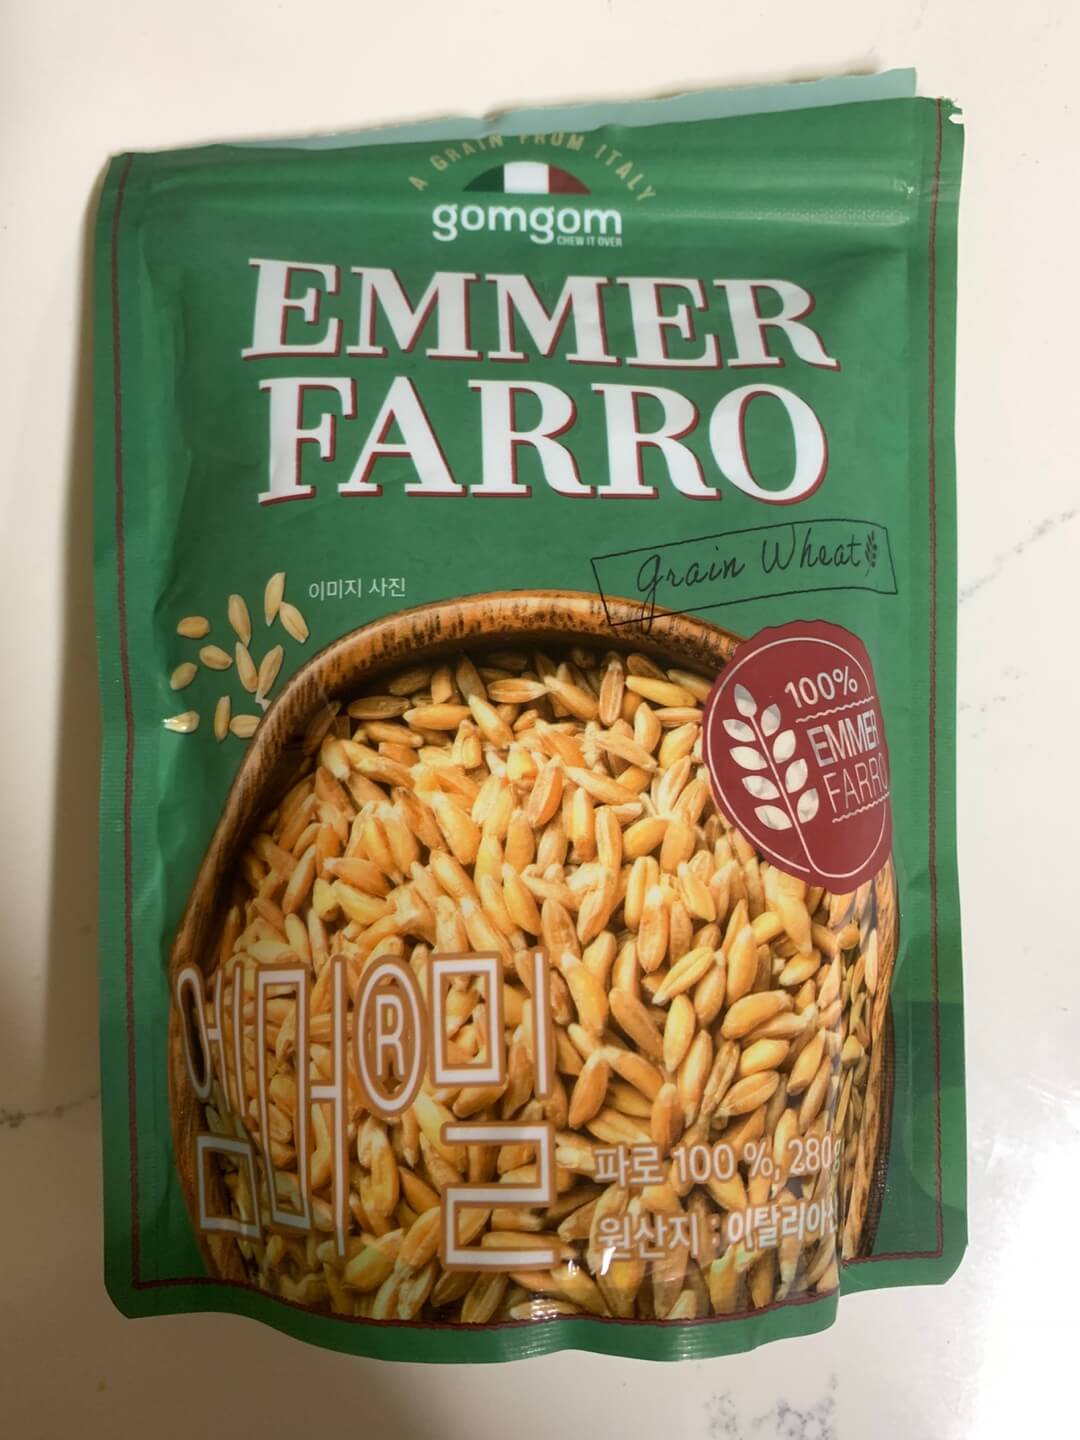 A GRAIN FROM ITALY
gomgom
CHEW IT OVER
EMMER
FARRO
grain Wheat
이미지 사진
100%
EMMER
FARRO
엠머®밀
파로 100 %, 280g
원산지 : 이탈리아산